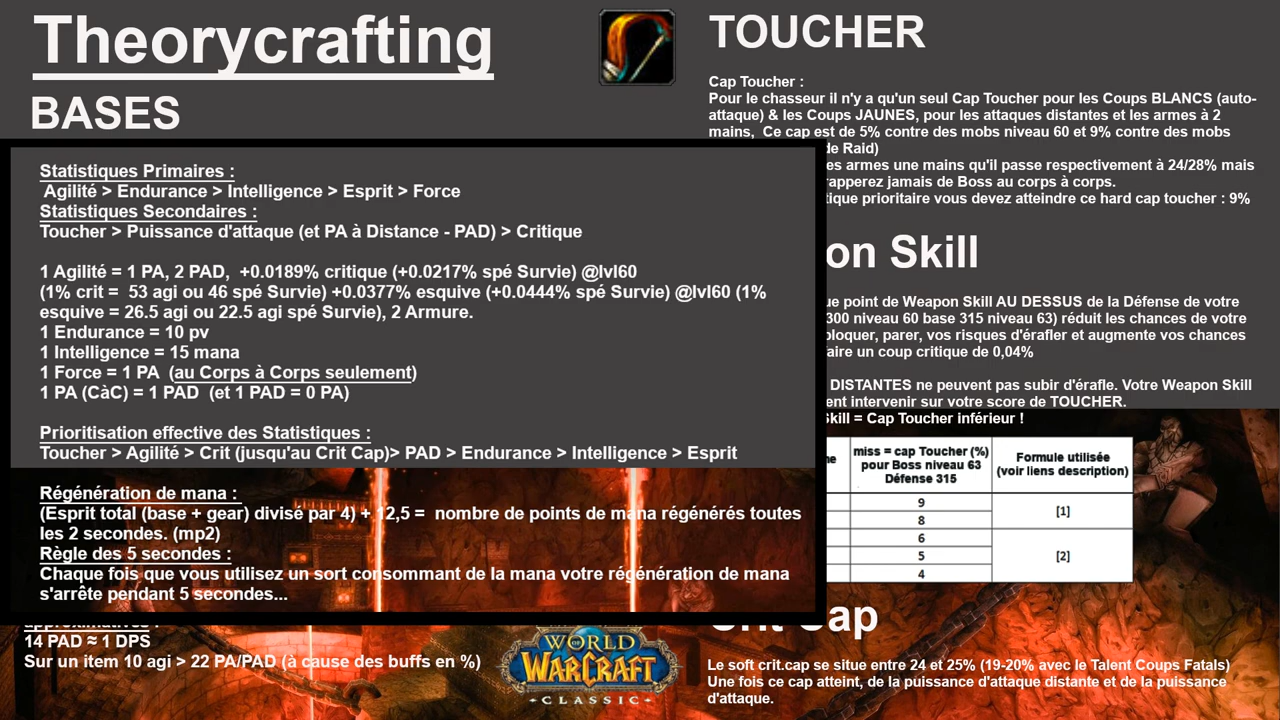 Theorycrafting
BASES
Statistiques Primaires :
Agilité > Endurance > Intelligence > Esprit > Force
Statistiques Secondaires :
Toucher > Puissance d'attaque (et PA à Distance - PAD) > Critique
1 Agilité = 1 PA, 2 PAD,  +0.0189% critique (+0.0217% spé Survie) @lvl60
(1% crit =  53 agi ou 46 spé Survie) +0.0377% esquive (+0.0444% spé Survie) @lvl60 (1%
esquive = 26.5 agi ou 22.5 agi spé Survie), 2 Armure.
1 Endurance = 10 pv
1 Intelligence = 15 mana
1 Force = 1 PA  (au Corps à Corps seulement)
1 PA (CàC) = 1 PAD  (et 1 PAD = 0 PA)
Prioritisation effective des Statistiques :
Toucher > Agilité > Crit (jusqu'au Crit Cap)> PAD > Endurance > Intelligence > Esprit
Régénération de mana :
(Esprit total (base + gear) divisé par 4) + 12,5 =  nombre de points de mana régénérés toutes
les 2 secondes. (mp2)
Règle des 5 secondes :
Chaque fois que vous utilisez un sort consommant de la mana votre régénération de mana
s'arrête pendant 5 secondes...
approximatives :
14 PAD ≈ 1 DPS
Sur un item 10 agi > 22 PA/PAD (à cause des buffs en %)
WORLD
OF
WARCRAFT
CLASSIC
TOUCHER
Cap Toucher :
Pour le chasseur il n'y a qu'un seul Cap Toucher pour les Coups BLANCS (auto-
attaque) & les Coups JAUNES, pour les attaques distantes et les armes à 2
mains,  Ce cap est de 5% contre des mobs niveau 60 et 9% contre des mobs
de Raid)
es armes une mains qu'il passe respectivement à 24/28% mais
rapperez jamais de Boss au corps à corps.
tique prioritaire vous devez atteindre ce hard cap toucher : 9%
on Skill
ue point de Weapon Skill AU DESSUS de la Défense de votre
300 niveau 60 base 315 niveau 63) réduit les chances de votre
bloquer, parer, vos risques d'érafler et augmente vos chances
faire un coup critique de 0,04%
DISTANTES ne peuvent pas subir d'érafle. Votre Weapon Skill
ent intervenir sur votre score de TOUCHER.
Skill = Cap Toucher inférieur !
me
miss = cap Toucher (%)
pour Boss niveau 63
Défense 315
Formule utilisée
(voir liens description)
9
8
[1]
6
5
4
[2]
Crit Cap
Le soft crit.cap se situe entre 24 et 25% (19-20% avec le Talent Coups Fatals)
Une fois ce cap atteint, de la puissance d'attaque distante et de la puissance
d'attaque.